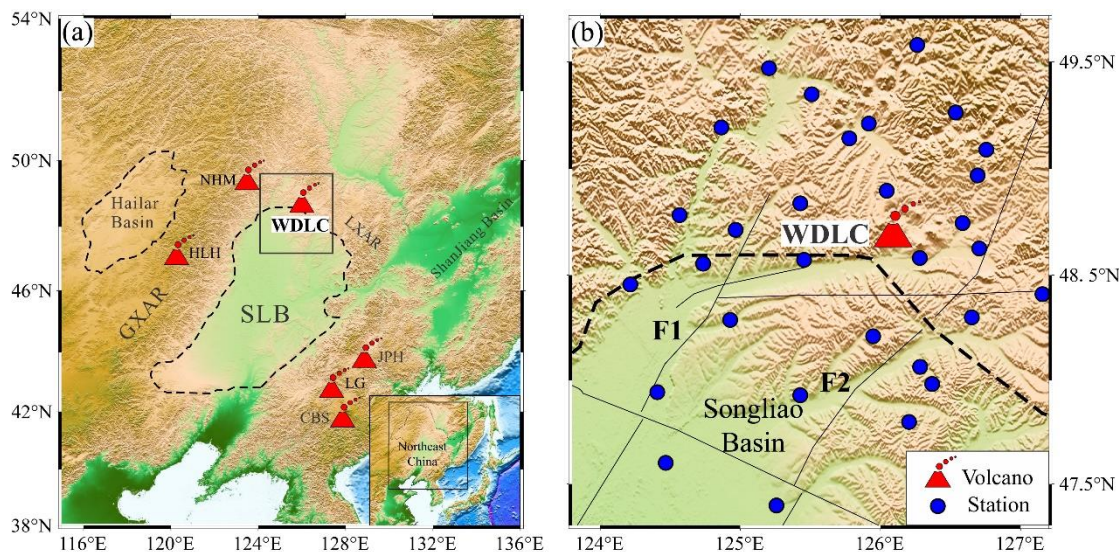 (a)
54°N
50°N
46°N
42°N
38°N
116°E
120°E
124°E
128°E
132°E
136°E
NHM
Hailar
Basin
WDLC
LXAR
ShanJiang Basin
HLH
GXAR
SLB
JPH
LG
CBS
Northeast
China
(b)
49.5°N
48.5°N
47.5°N
124°E
125°E
126°E
127°E
WDLC
F1
F2
Songliao
Basin
Volcano
Station